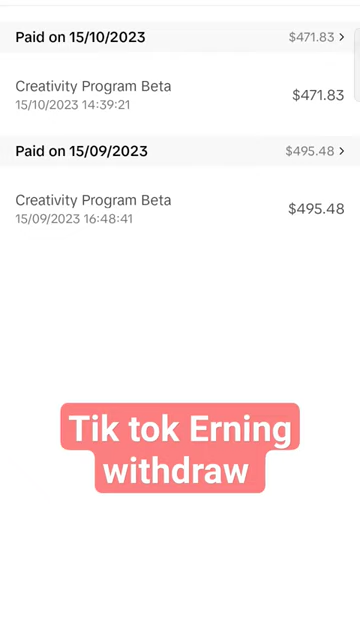 Paid on 15/10/2023 $471.83 >
Creativity Program Beta
15/10/2023 14:39:21 $471.83
Paid on 15/09/2023 $495.48 >
Creativity Program Beta
15/09/2023 16:48:41 $495.48
Tik tok Erning
withdraw